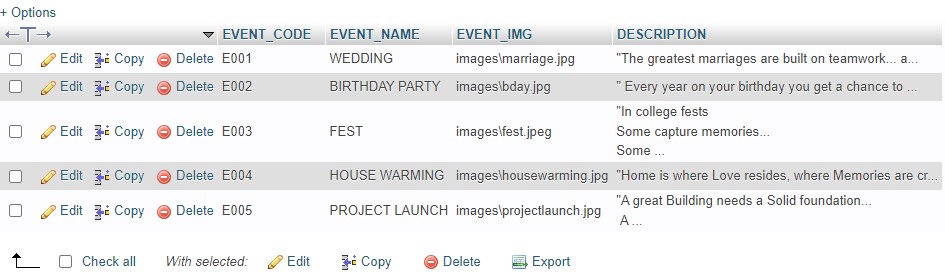 + Options
EVENT_CODE EVENT_NAME EVENT_IMG DESCRIPTION
Edit Copy Delete E001 WEDDING images\marriage.jpg "The greatest marriages are built on teamwork... a...
Edit Copy Delete E002 BIRTHDAY PARTY images\bday.jpg " Every year on your birthday you get a chance to ...
Edit Copy Delete E003 FEST images\fest.jpeg "In college fests
Some capture memories...
Some ...
Edit Copy Delete E004 HOUSE WARMING images\housewarming.jpg "Home is where Love resides, where Memories are cr...
Edit Copy Delete E005 PROJECT LAUNCH images\projectlaunch.jpg "A great Building needs a Solid foundation...
A ...
Check all With selected: Edit Copy Delete Export